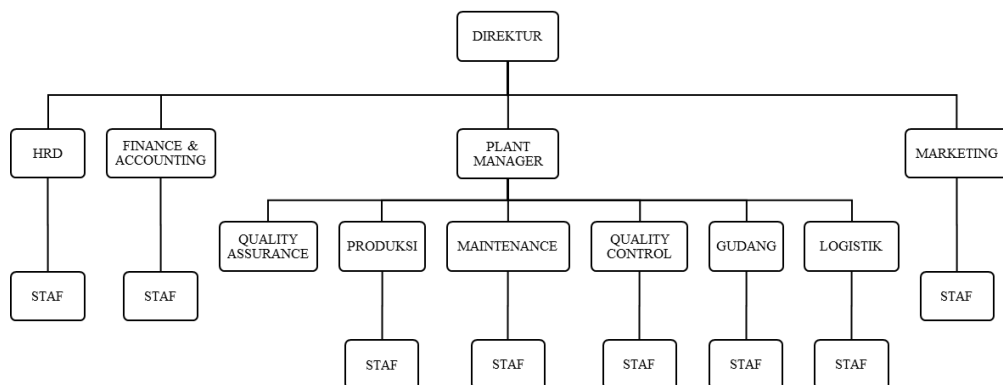 DIREKTUR
HRD
FINANCE &
ACCOUNTING
PLANT
MANAGER
MARKETING
QUALITY
ASSURANCE
PRODUKSI
MAINTENANCE
QUALITY
CONTROL
GUDANG
LOGISTIK
STAF
STAF
STAF
STAF
STAF
STAF
STAF
STAF